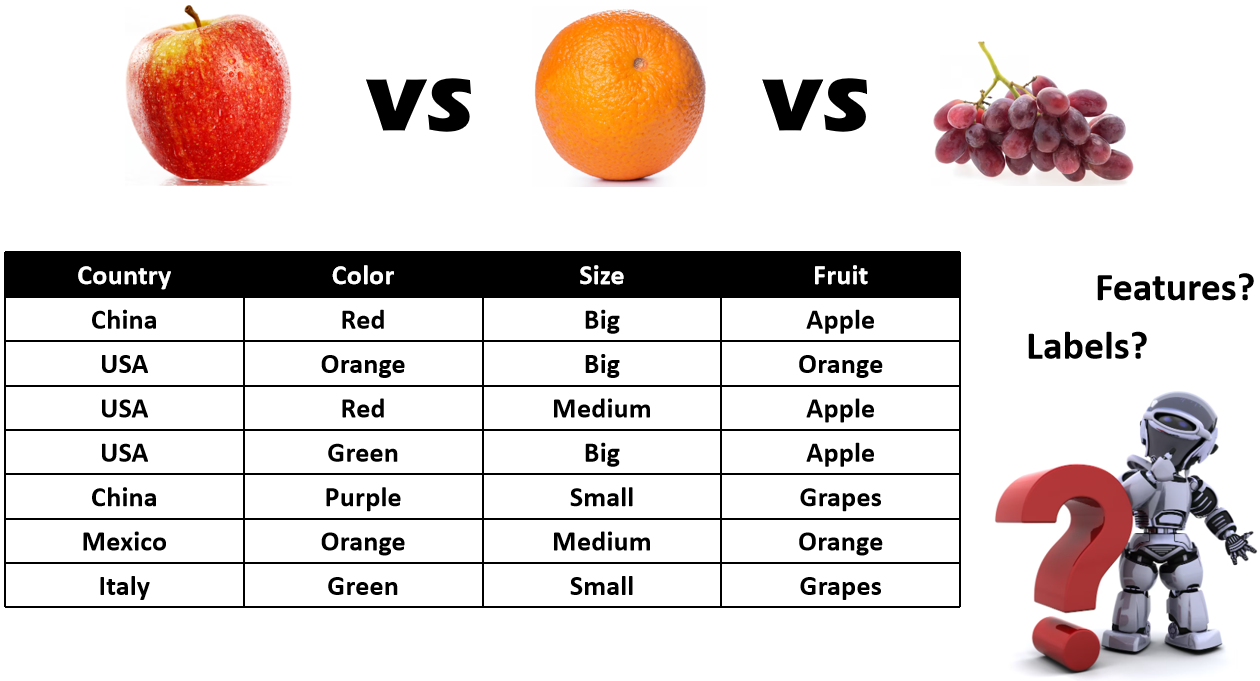 VS VS
Country Color Size Fruit
China Red Big Apple
USA Orange Big Orange
USA Red Medium Apple
USA Green Big Apple
China Purple Small Grapes
Mexico Orange Medium Orange
Italy Green Small Grapes
Features?
Labels?
?